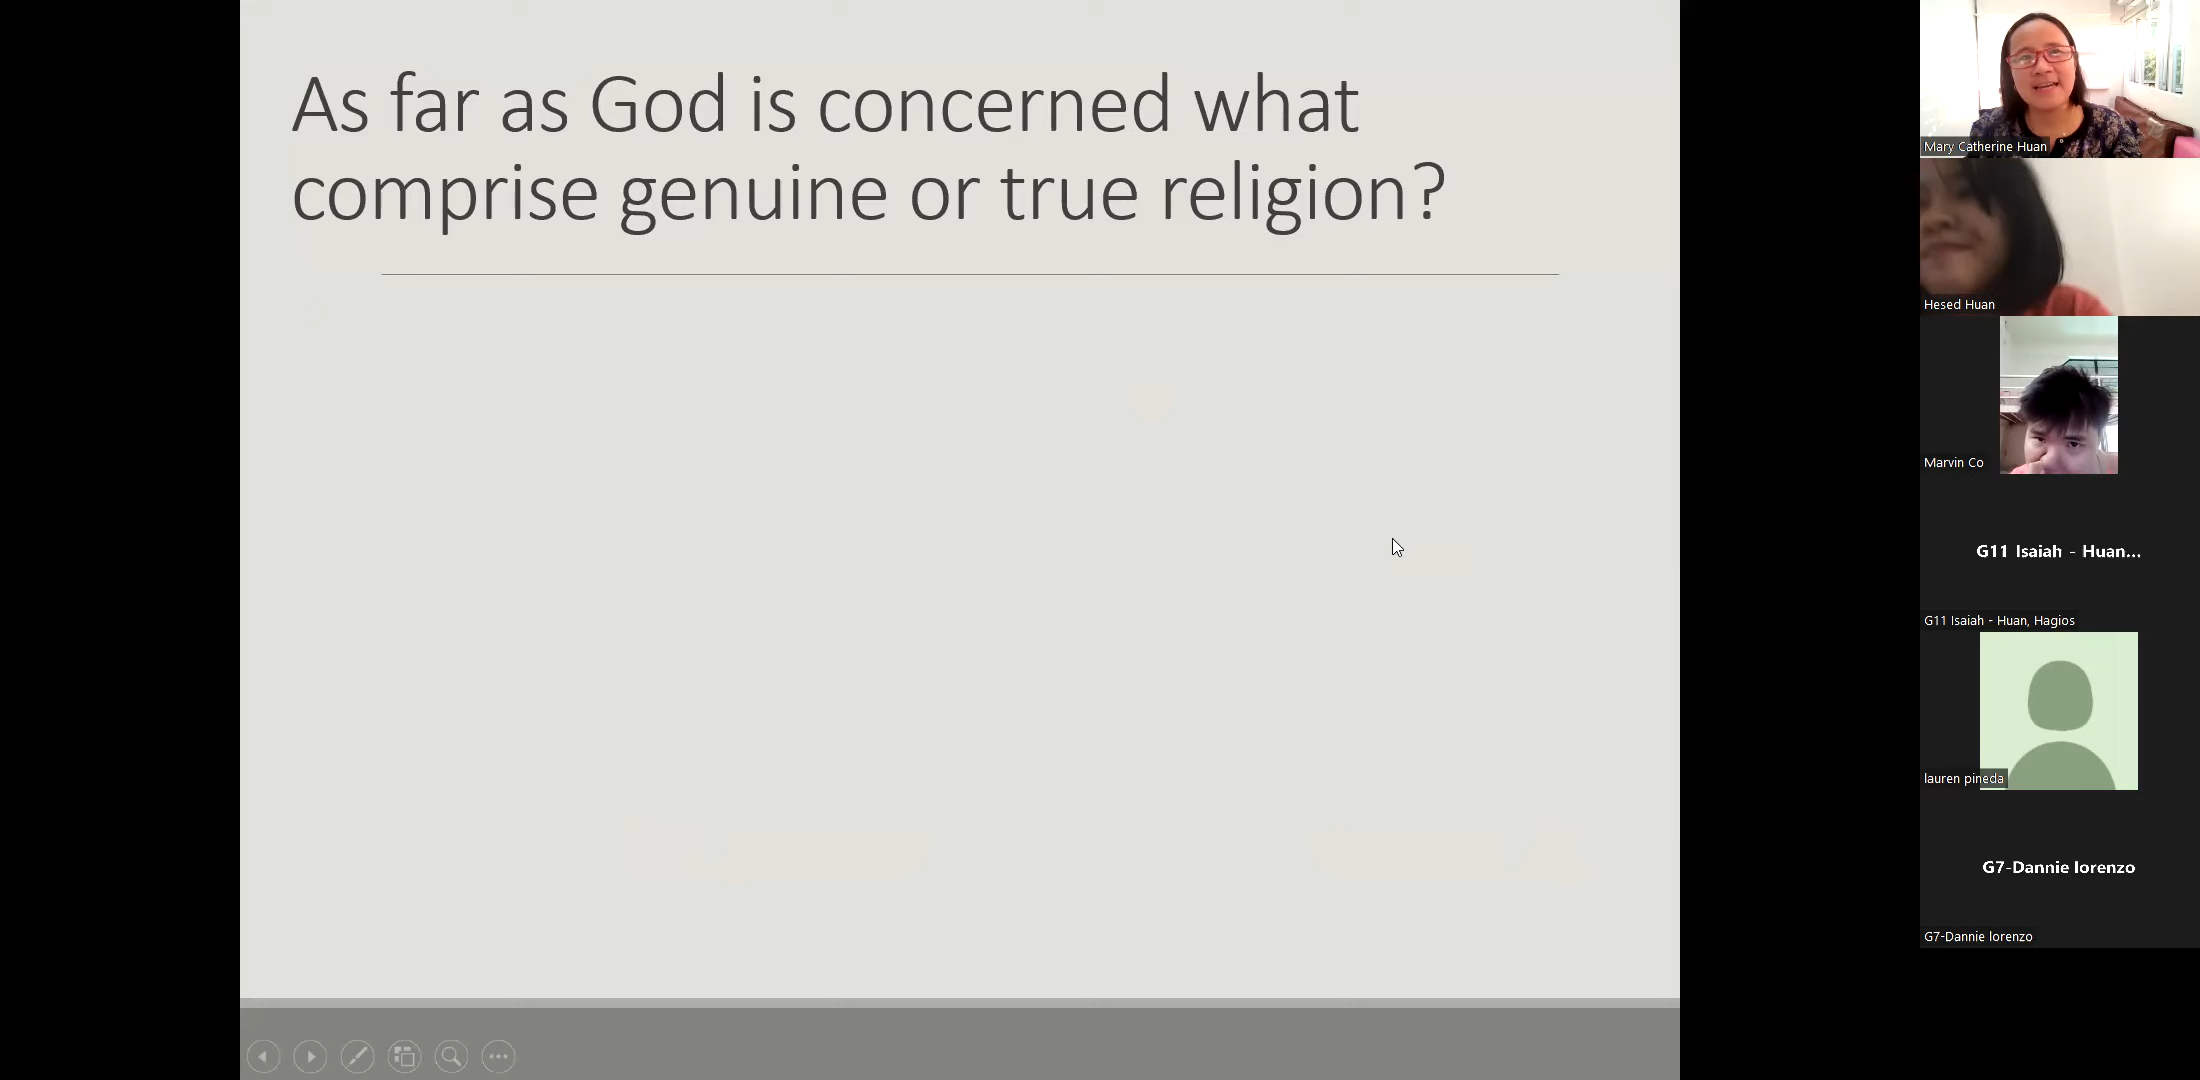 As far as God is concerned what
comprise genuine or true religion?
Mary Catherine Huan
Hesed Huan
Marvin Co
G11 Isaiah - Huan...
G11 Isaiah - Huan, Hagios
lauren pineda
G7-Dannie lorenzo
G7-Dannie lorenzo